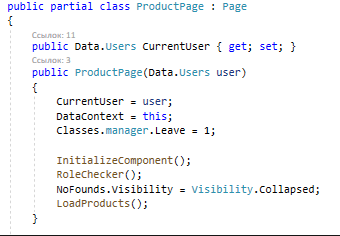 public partial class ProductPage : Page
{
Ссылок: 11
public Data.Users CurrentUser { get; set; }
Ссылок: 3
public ProductPage(Data.Users user)
{
CurrentUser = user;
DataContext = this;
Classes.manager.Leave = 1;
InitializeComponent();
RoleChecker();
NoFounds.Visibility = Visibility.Collapsed;
LoadProducts();
}